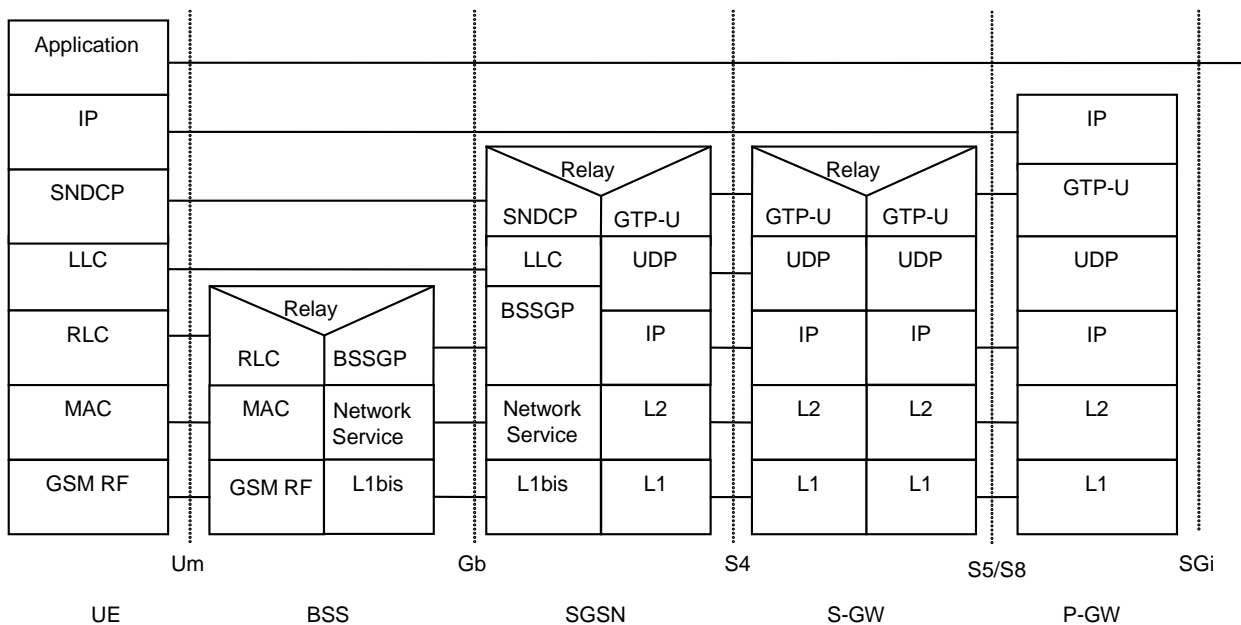 Application
IP
IP
Relay
SNDCP
GTP-U
SNDCP
GTP-U
GTP-U
GTP-U
LLC
LLC
UDP
UDP
UDP
UDP
Relay
BSSGP
RLC
IP
IP
IP
IP
RLC
BSSGP
MAC
MAC
Network
Service
Network
Service
L2
L2
L2
L2
GSM RF
GSM RF
L1bis
L1bis
L1
L1
L1
L1
Relay
Um
Gb
S4
S5/S8
SGi
UE
BSS
SGSN
S-GW
P-GW